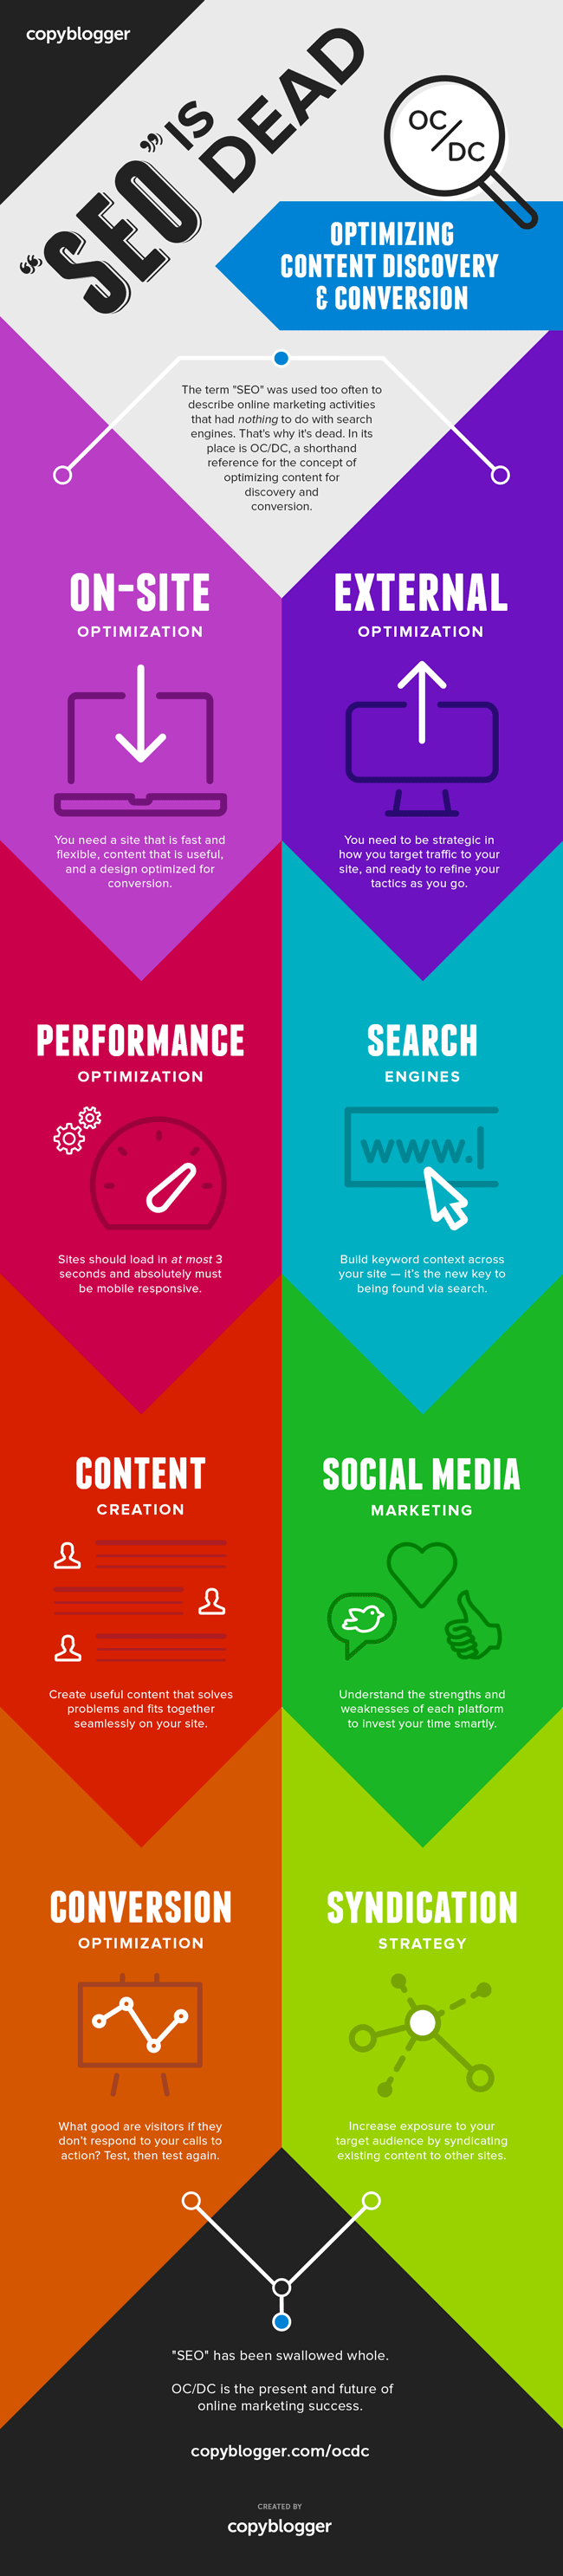 copyblogger
"SEO" IS
DEAD
OC/DC
OPTIMIZING
CONTENT DISCOVERY
& CONVERSION
The term "SEO" was used too often to
describe online marketing activities
that had nothing to do with search
engines. That's why it's dead. In its
place is OC/DC, a shorthand
reference for the concept of
optimizing content for
discovery and
conversion.
ON-SITE
OPTIMIZATION
You need a site that is fast and
flexible, content that is useful,
and a design optimized for
conversion.
EXTERNAL
OPTIMIZATION
You need to be strategic in
how you target traffic to your
site, and ready to refine your
tactics as you go.
PERFORMANCE
OPTIMIZATION
Sites should load in at most 3
seconds and absolutely must
be mobile responsive.
SEARCH
ENGINES
www.
Build keyword context across
your site — it's the new key to
being found via search.
CONTENT
CREATION
Create useful content that solves
problems and fits together
seamlessly on your site.
SOCIAL MEDIA
MARKETING
Understand the strengths and
weaknesses of each platform
to invest your time smartly.
CONVERSION
OPTIMIZATION
What good are visitors if they
don't respond to your calls to
action? Test, then test again.
SYNDICATION
STRATEGY
Increase exposure to your
target audience by syndicating
existing content to other sites.
"SEO" has been swallowed whole.
OC/DC is the present and future of
online marketing success.
copyblogger.com/ocdc
CREATED BY
copyblogger